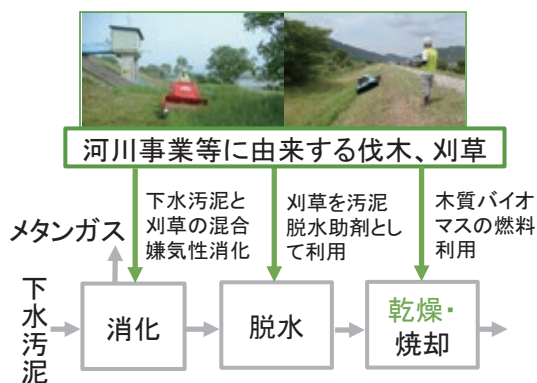 河川事業等に由来する伐木、刈草
下水汚泥と
刈草の混合
嫌気性消化
刈草を汚泥
脱水助剤とし
て利用
木質バイオ
マスの燃料
利用
メタンガス
下水汚泥
消化
脱水
乾燥・
焼却